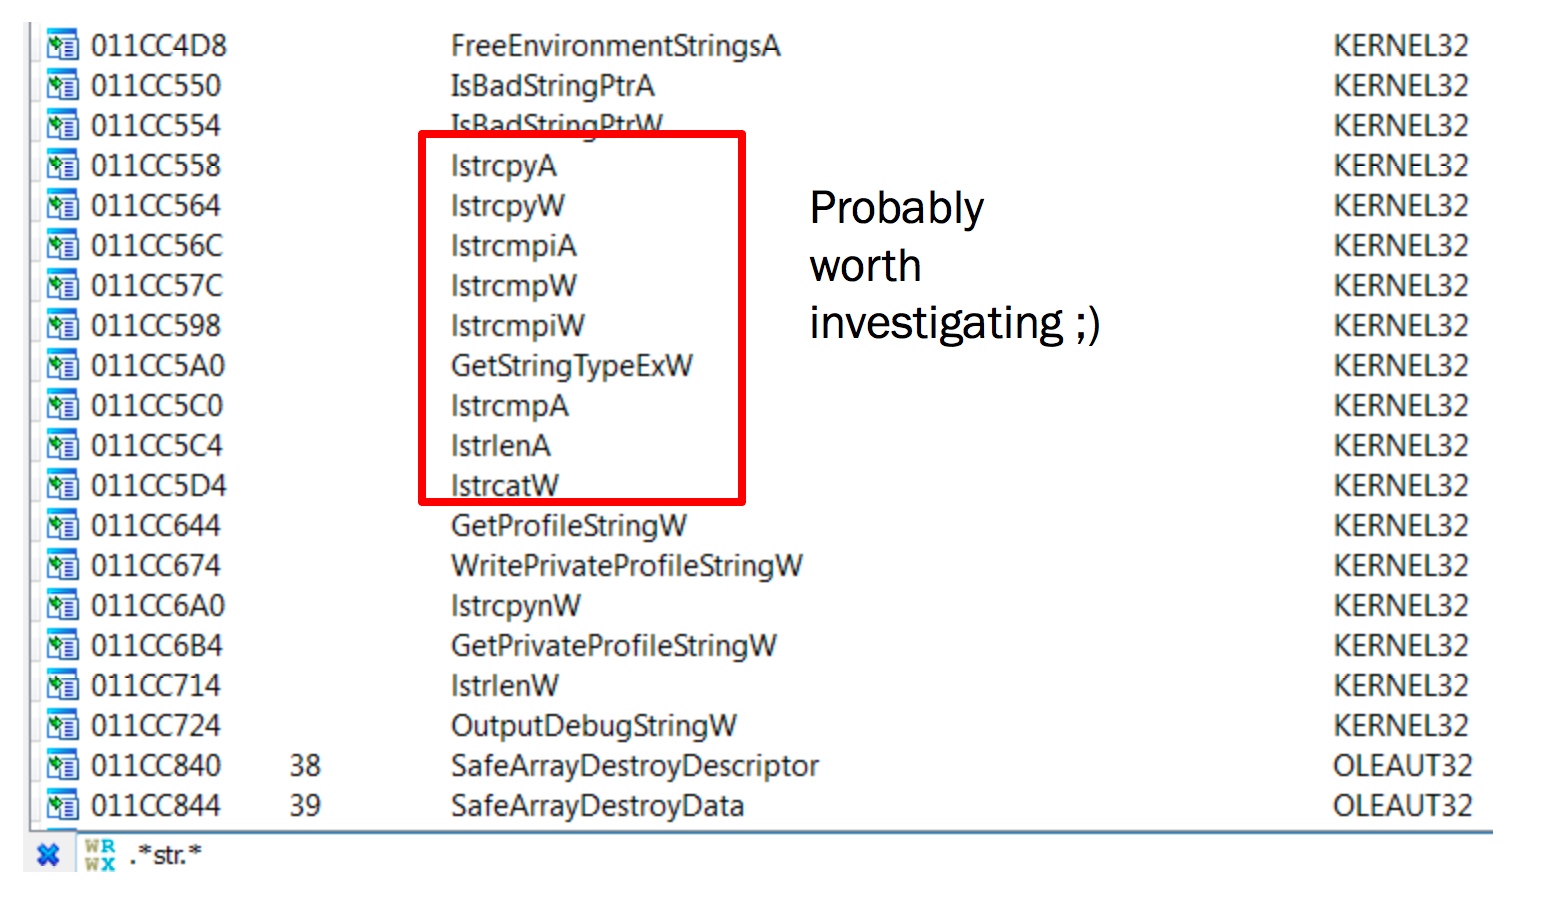 011CC4D8 FreeEnvironmentStringsA KERNEL32
011CC550 IsBadStringPtrA KERNEL32
011CC554 IsBadStringPtrW KERNEL32
011CC558 lstrcpyA KERNEL32
011CC564 lstrcpyW KERNEL32
011CC56C lstrcmpiA KERNEL32
011CC57C lstrcmpW KERNEL32
011CC598 lstrcmpiW KERNEL32
011CC5A0 GetStringTypeExW KERNEL32
011CC5C0 lstrcmpA KERNEL32
011CC5C4 lstrlenA KERNEL32
011CC5D4 lstrcatW KERNEL32
011CC644 GetProfileStringW KERNEL32
011CC674 WritePrivateProfileStringW KERNEL32
011CC6A0 lstrcpynW KERNEL32
011CC6B4 GetPrivateProfileStringW KERNEL32
011CC714 lstrlenW KERNEL32
011CC724 OutputDebugStringW KERNEL32
011CC840 38 SafeArrayDestroyDescriptor OLEAUT32
011CC844 39 SafeArrayDestroyData OLEAUT32
Probably
worth
investigating ;)
WR
WX
.*str.*